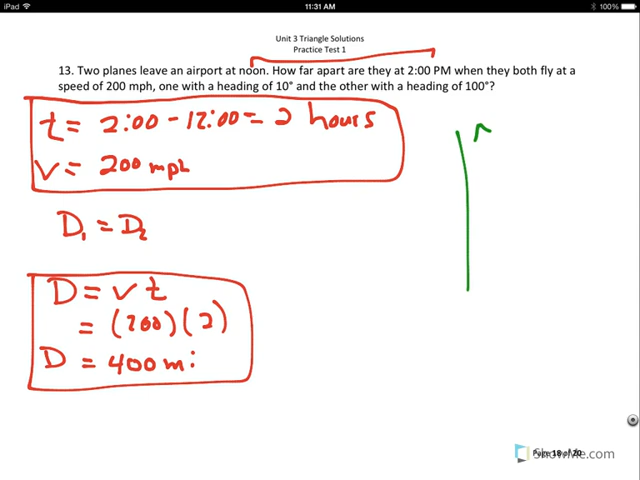 iPad
11:31 AM
100%
Unit 3 Triangle Solutions
Practice Test 1
13. Two planes leave an airport at noon. How far apart are they at 2:00 PM when they both fly at a
speed of 200 mph, one with a heading of 10° and the other with a heading of 100°?
t = 2:00 - 12:00 = 2 hours
v = 200 mph
D₁ = D₂
D = v t
= (200)(2)
D = 400 mi
Page 18 of 20
ShowMe.com